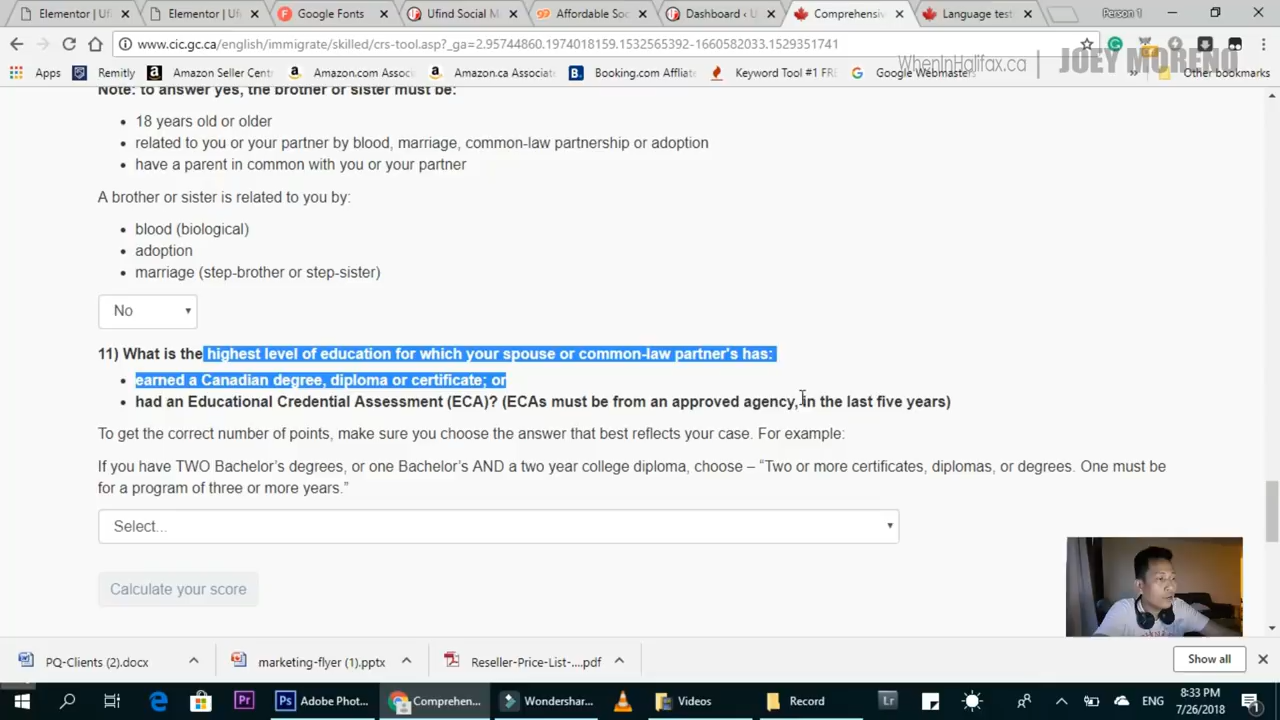 Elementor | Ufi
Elementor | Ufi
Google Fonts
Ufind Social M
Affordable Soc
Dashboard ‹ U
Comprehensiv
Language test
Person 1
www.cic.gc.ca/english/immigrate/skilled/crs-tool.asp?_ga=2.95744860.1974018159.1532565392-1660582033.1529351741
WhenInHalifax.ca | JOEY MORENO
Apps
Remitly
Amazon Seller Cent
Amazon.com Assoc
Amazon.ca Associate
Booking.com Affiliate
Keyword Tool #1 FRE
Google Webmasters
»
Other bookmarks
Note: to answer yes, the brother or sister must be:
• 18 years old or older
• related to you or your partner by blood, marriage, common-law partnership or adoption
• have a parent in common with you or your partner
A brother or sister is related to you by:
• blood (biological)
• adoption
• marriage (step-brother or step-sister)
No
11) What is the highest level of education for which your spouse or common-law partner's has:
• earned a Canadian degree, diploma or certificate; or
• had an Educational Credential Assessment (ECA)? (ECAs must be from an approved agency, in the last five years)
To get the correct number of points, make sure you choose the answer that best reflects your case. For example:
If you have TWO Bachelor's degrees, or one Bachelor's AND a two year college diploma, choose – “Two or more certificates, diplomas, or degrees. One must be
for a program of three or more years.”
Select...
Calculate your score
PQ-Clients (2).docx
marketing-flyer (1).pptx
Reseller-Price-List-....pdf
Show all
Adobe Phot...
Comprehen...
Wondershar...
Videos
Record
ENG
8:33 PM
7/26/2018